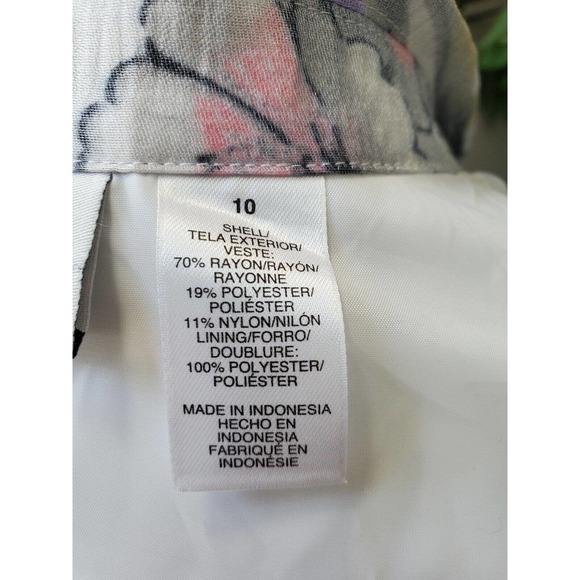 10
SHELL/
TELA EXTERIOR/
VESTE:
70% RAYON/RAYÓN/
RAYONNE
19% POLYESTER/
POLIÉSTER
11% NYLON/NILÓN
LINING/FORRO/
DOUBLURE:
100% POLYESTER/
POLIÉSTER
MADE IN INDONESIA
HECHO EN
INDONESIA
FABRIQUÉ EN
INDONÉSIE